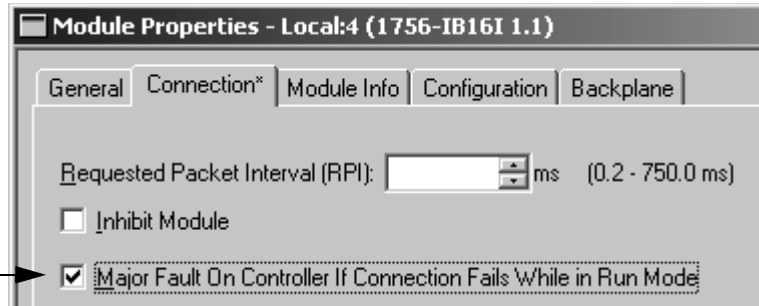 Module Properties - Local:4 (1756-IB16I 1.1)
General Connection* Module Info Configuration Backplane
Requested Packet Interval (RPI): ms (0.2 - 750.0 ms)
Inhibit Module
Major Fault On Controller If Connection Fails While in Run Mode